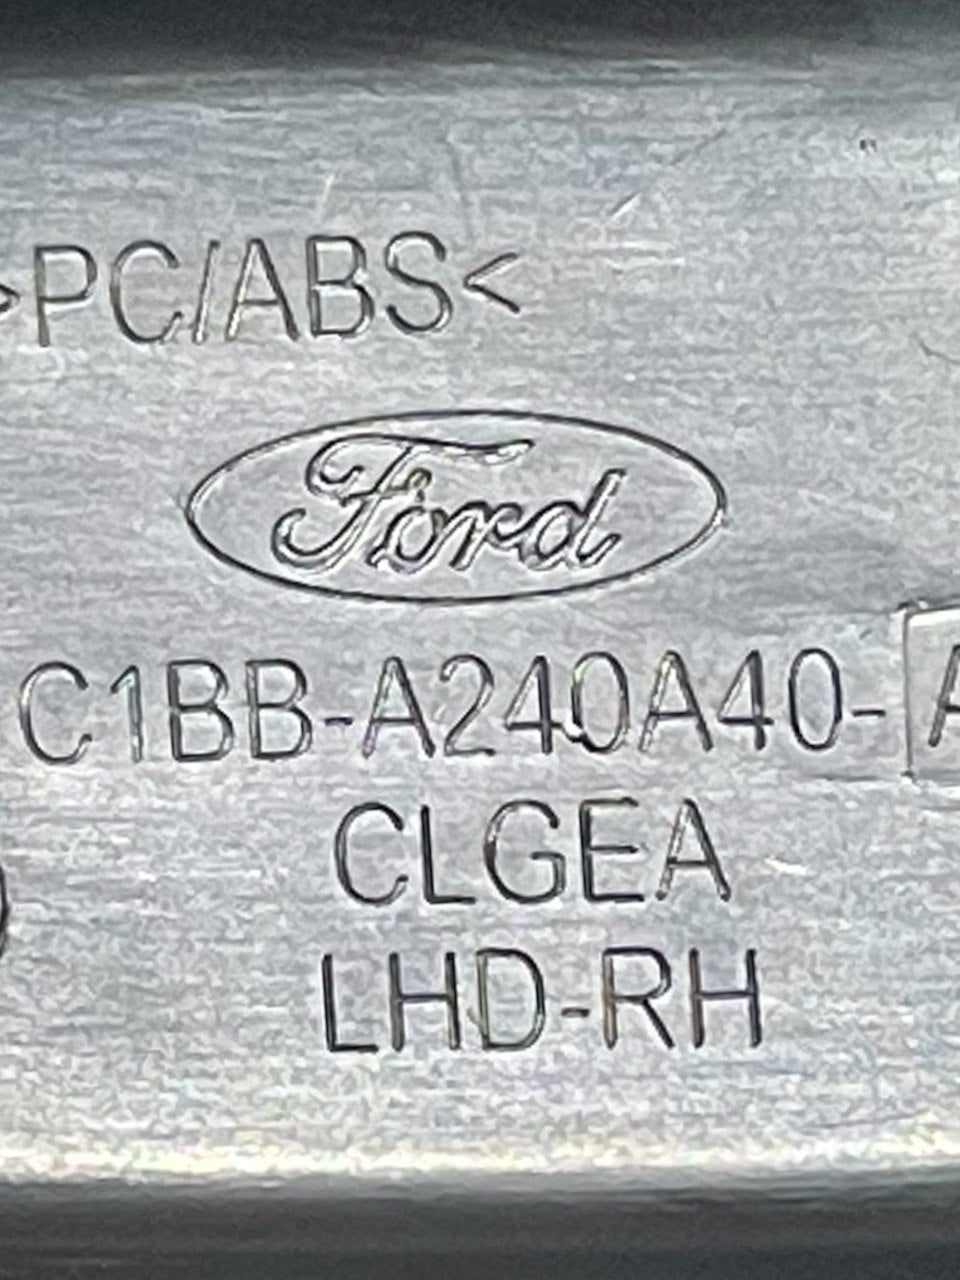 >PC/ABS<
Ford
C1BB-A240A40-A
CLGEA
LHD-RH